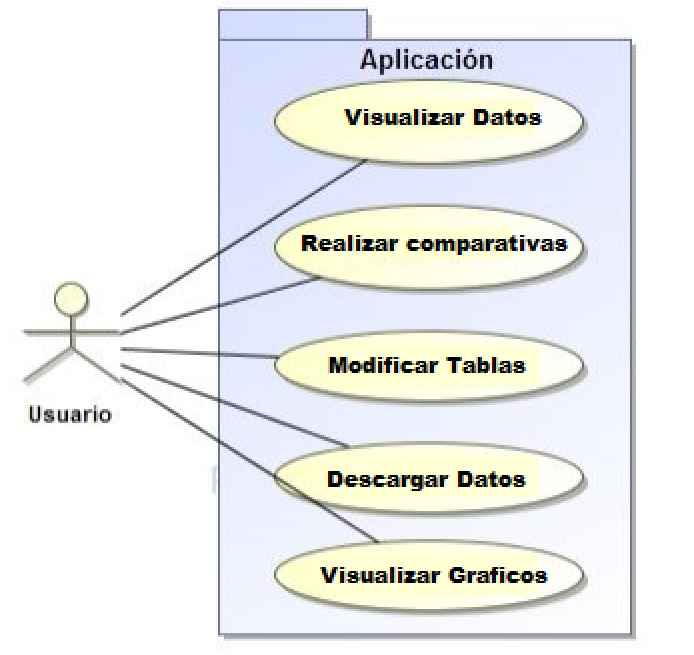 Aplicación
Visualizar Datos
Realizar comparativas
Modificar Tablas
Usuario
Descargar Datos
Visualizar Graficos